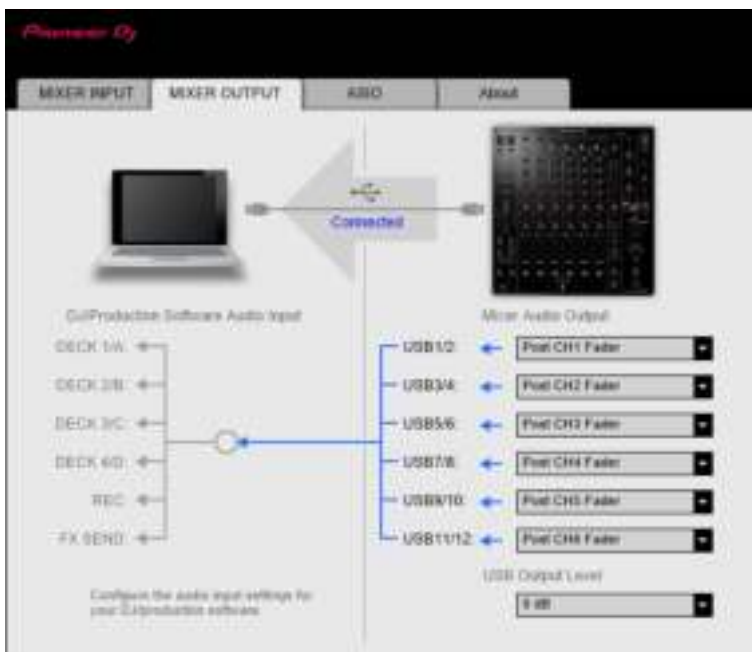 Pioneer Dj
MIXER INPUT
MIXER OUTPUT
ASIO
About
Connected
DJ/Production Software Audio Input
Mixer Audio Output
DECK 1/A:
DECK 2/B:
DECK 3/C:
DECK 4/D:
REC:
FX SEND:
USB1/2: Post CH1 Fader
USB3/4: Post CH2 Fader
USB5/6: Post CH3 Fader
USB7/8: Post CH4 Fader
USB9/10: Post CH5 Fader
USB11/12: Post CH6 Fader
USB Output Level
dB
Configure the audio input settings for
your DJ/production software.